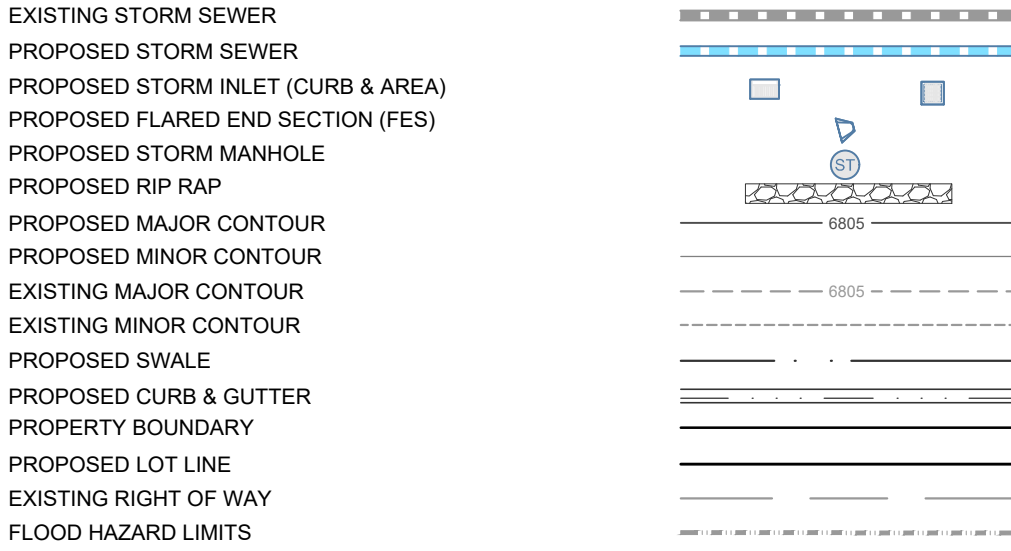 EXISTING STORM SEWER
PROPOSED STORM SEWER
PROPOSED STORM INLET (CURB & AREA)
PROPOSED FLARED END SECTION (FES)
PROPOSED STORM MANHOLE ST
PROPOSED RIP RAP
PROPOSED MAJOR CONTOUR 6805
PROPOSED MINOR CONTOUR
EXISTING MAJOR CONTOUR 6805
EXISTING MINOR CONTOUR
PROPOSED SWALE
PROPOSED CURB & GUTTER
PROPERTY BOUNDARY
PROPOSED LOT LINE
EXISTING RIGHT OF WAY
FLOOD HAZARD LIMITS